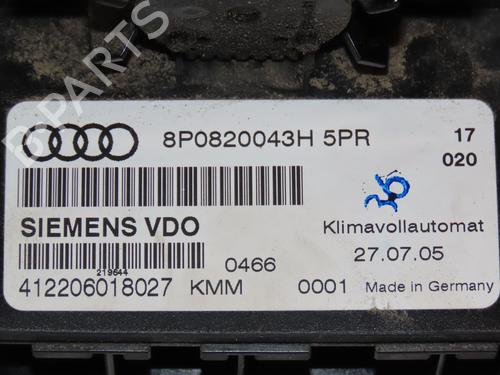 8P0820043H 5PR
17
020
SIEMENS VDO
Klimavollautomat
219644
0466
27.07.05
412206018027 KMM 0001 Made in Germany
B-PARTS